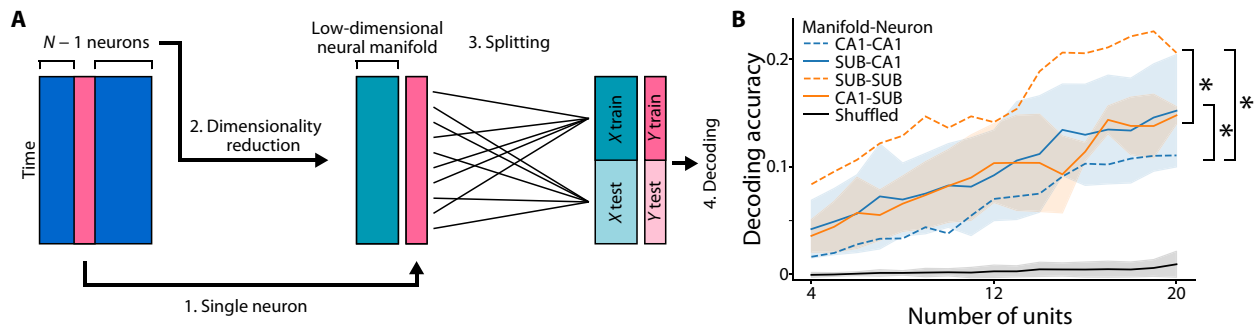 A
N − 1 neurons
Time
2. Dimensionality
reduction
1. Single neuron
Low-dimensional
neural manifold
3. Splitting
X train
Y train
X test
Y test
4. Decoding
B
Manifold-Neuron
CA1-CA1
SUB-CA1
SUB-SUB
CA1-SUB
Shuffled
Decoding accuracy
0.2
0.1
0
4
12
20
Number of units
*
*
*